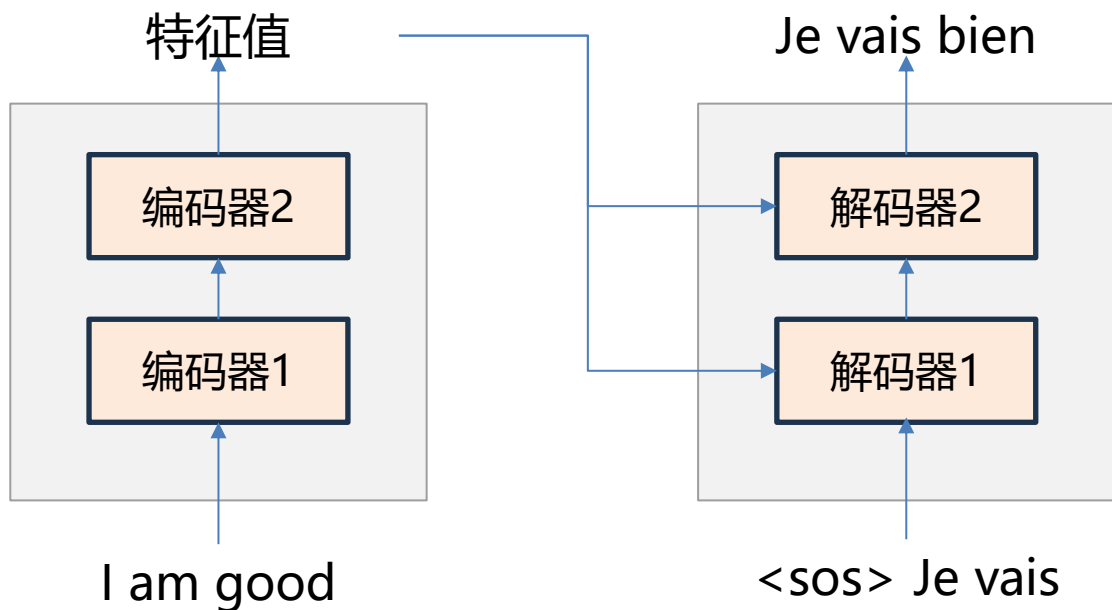 特征值
编码器2
编码器1
I am good
Je vais bien
解码器2
解码器1
<sos> Je vais